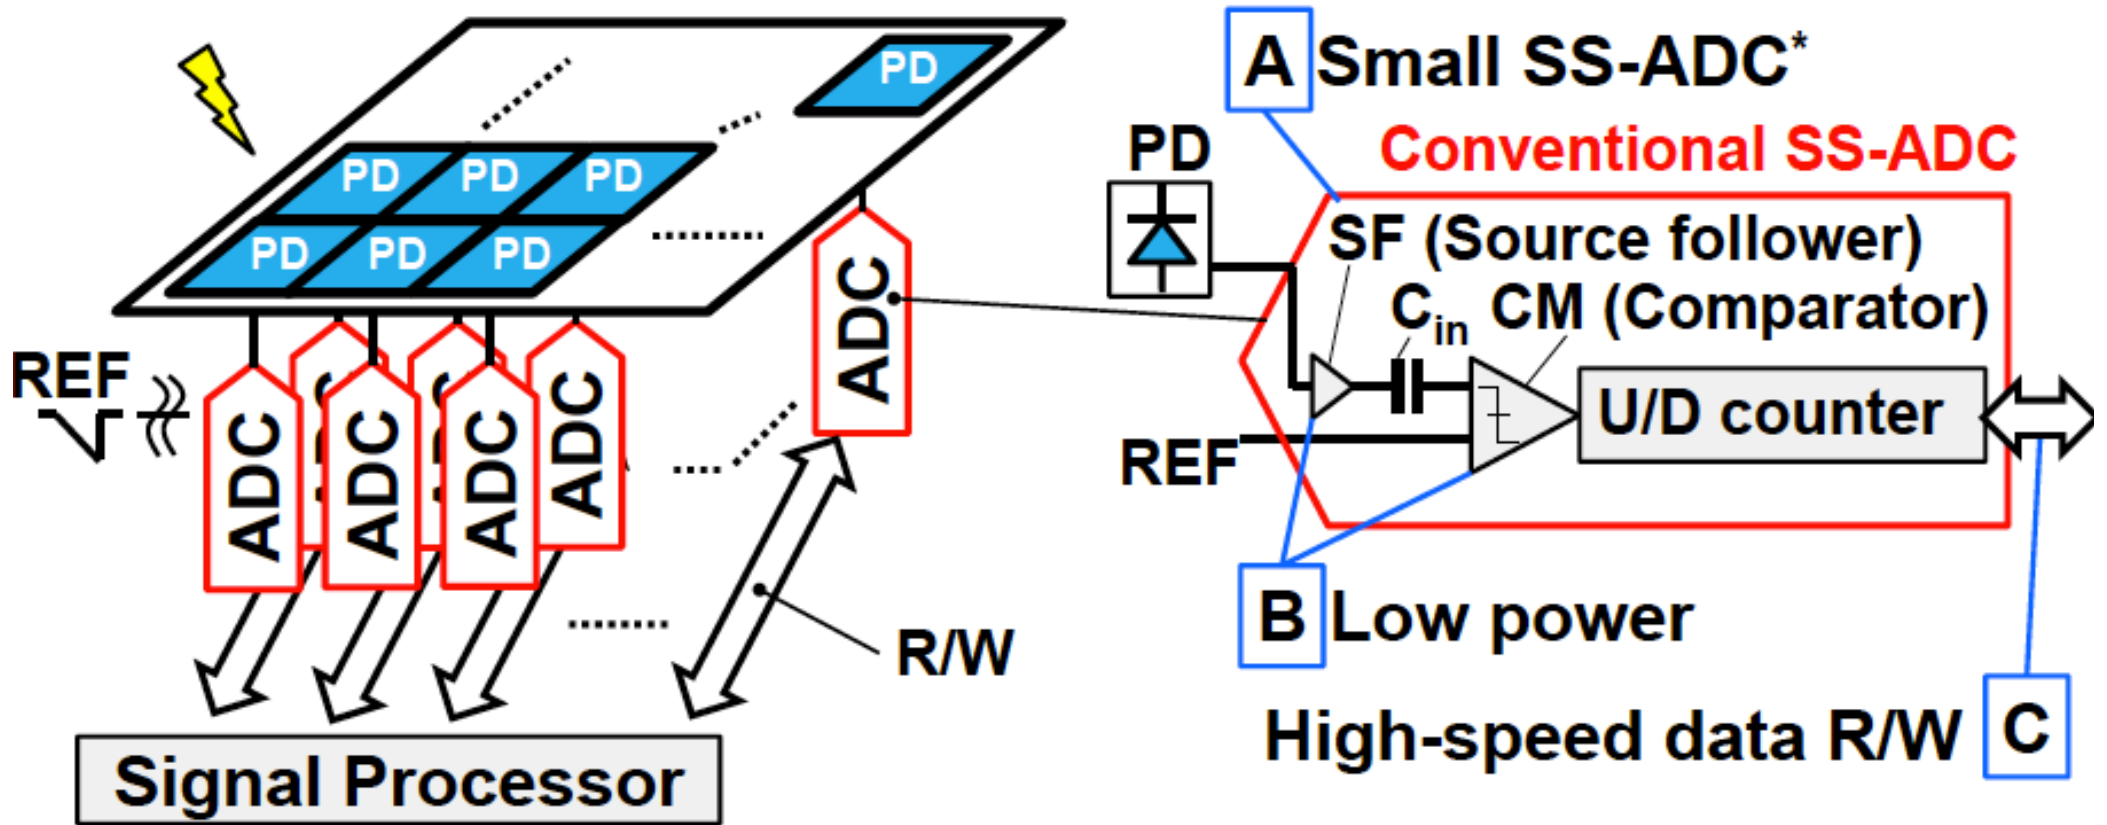 PD
PD PD PD
PD PD PD
REF
ADC ADC ADC ADC ADC
ADC
R/W
Signal Processor
A Small SS-ADC*
Conventional SS-ADC
PD
SF (Source follower)
Cin CM (Comparator)
U/D counter
REF
B Low power
High-speed data R/W C